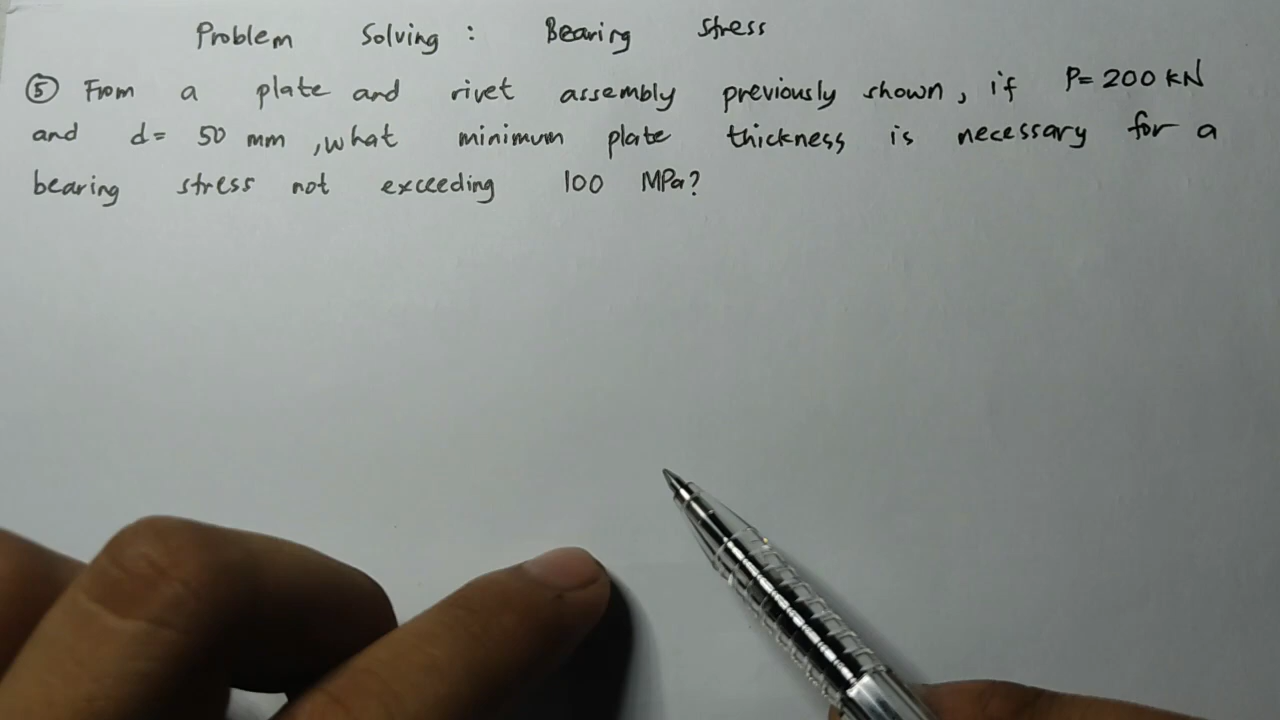 Problem Solving : Bearing stress
⑤ From a plate and rivet assembly previously shown, if P= 200 kN
and d= 50 mm ,what minimum plate thickness is necessary for a
bearing stress not exceeding 100 MPa?